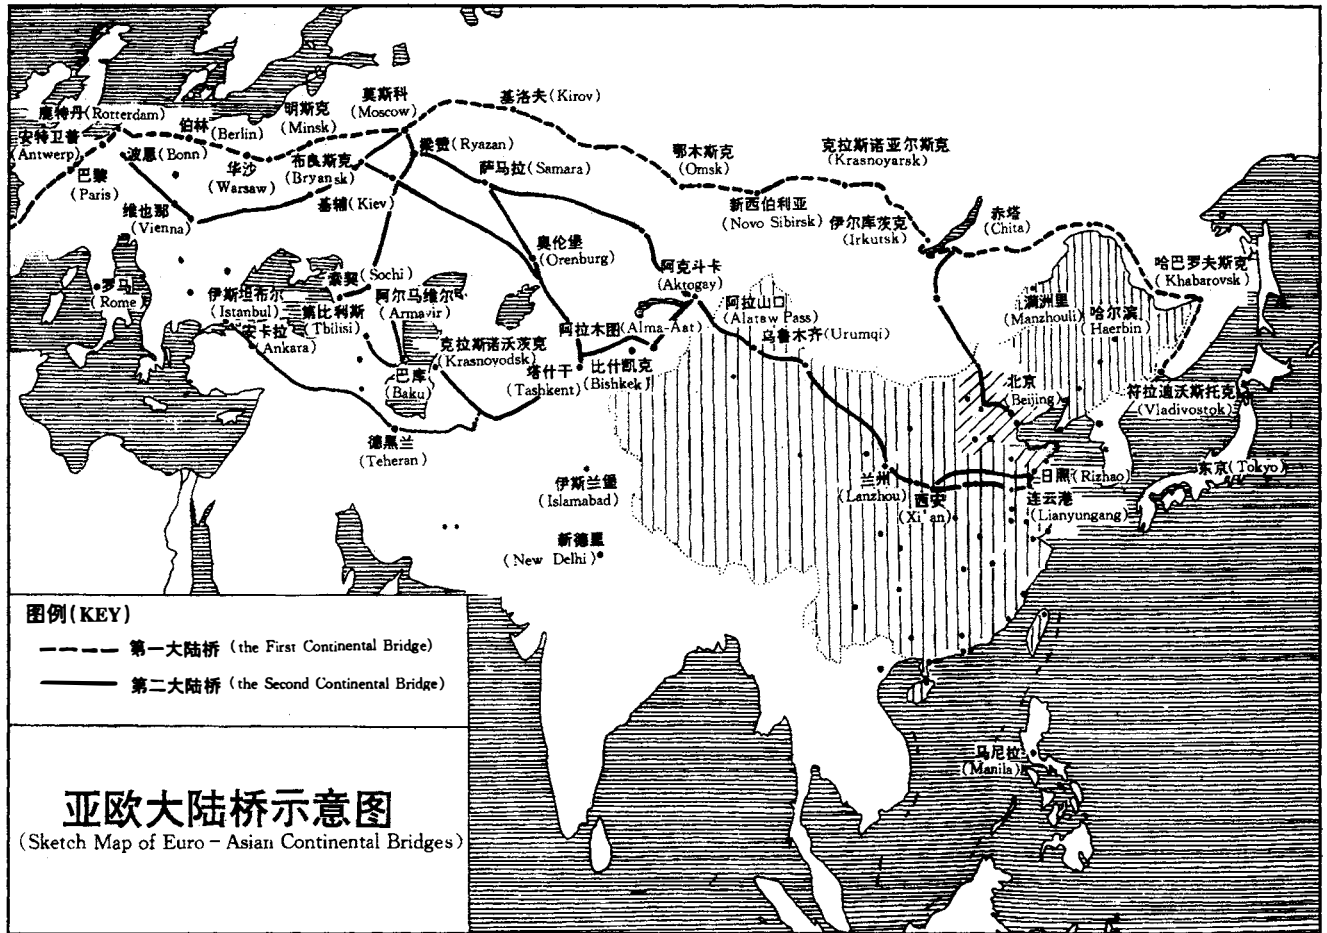 莫斯科
(Moscow)
基洛夫(Kirov)
鹿特丹(Rotterdam)
伯林(Berlin)
明斯克
(Minsk)
安特卫普
(Antwerp)
波恩(Bonn)
华沙
(Warsaw)
布良斯克
(Bryansk)
梁赞(Ryazan)
萨马拉(Samara)
鄂木斯克
(Omsk)
克拉斯诺亚尔斯克
(Krasnoyarsk)
巴黎
(Paris)
维也那
(Vienna)
基辅(Kiev)
新西伯利亚
(Novo Sibirsk)
伊尔库茨克
(Irkutsk)
赤塔
(Chita)
奥伦堡
(Orenburg)
阿克斗卡
(Aktogay)
哈巴罗夫斯克
(Khabarovsk)
罗马
(Rome)
伊斯坦布尔
(Istanbul)
索契(Sochi)
第比利斯
(Tbilisi)
阿尔马维尔
(Armavir)
阿拉山口
(Alataw Pass)
满洲里
(Manzhouli)
哈尔滨
(Haerbin)
安卡拉
(Ankara)
克拉斯诺沃茨克
(Krasnovodsk)
阿拉木图(Alma-Aat)
乌鲁木齐(Urumqi)
巴库
(Baku)
塔什干
(Tashkent)
比什凯克
(Bishkek)
北京
(Beijing)
符拉迪沃斯托克
(Vladivostok)
德黑兰
(Teheran)
伊斯兰堡
(Islamabad)
兰州
(Lanzhou)
西安
(Xi'an)
日照(Rizhao)
连云港
(Lianyungang)
东京(Tokyo)
新德里
(New Delhi)
马尼拉
(Manila)
图例(KEY)
第一大陆桥 (the First Continental Bridge)
第二大陆桥 (the Second Continental Bridge)
亚欧大陆桥示意图
(Sketch Map of Euro-Asian Continental Bridges)